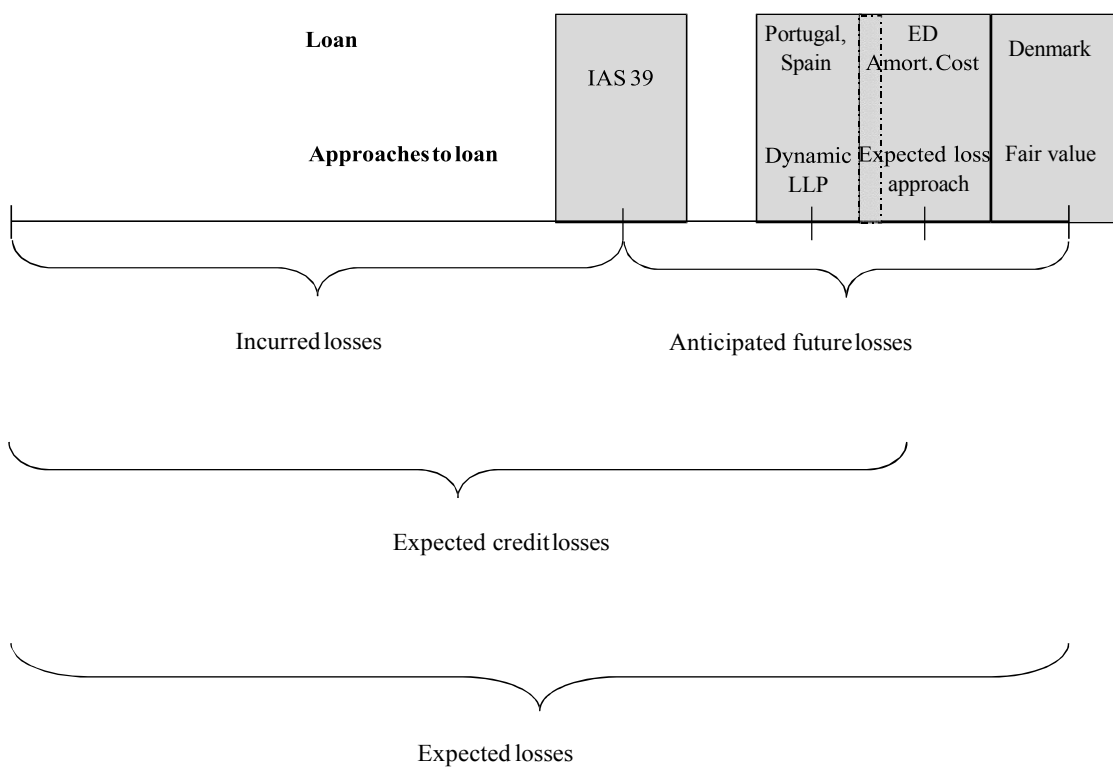 Loan
IAS 39
Portugal,
Spain
ED
Amort. Cost
Denmark
Approaches to loan
Dynamic
LLP
Expected loss
approach
Fair value
Incurred losses
Anticipated future losses
Expected credit losses
Expected losses